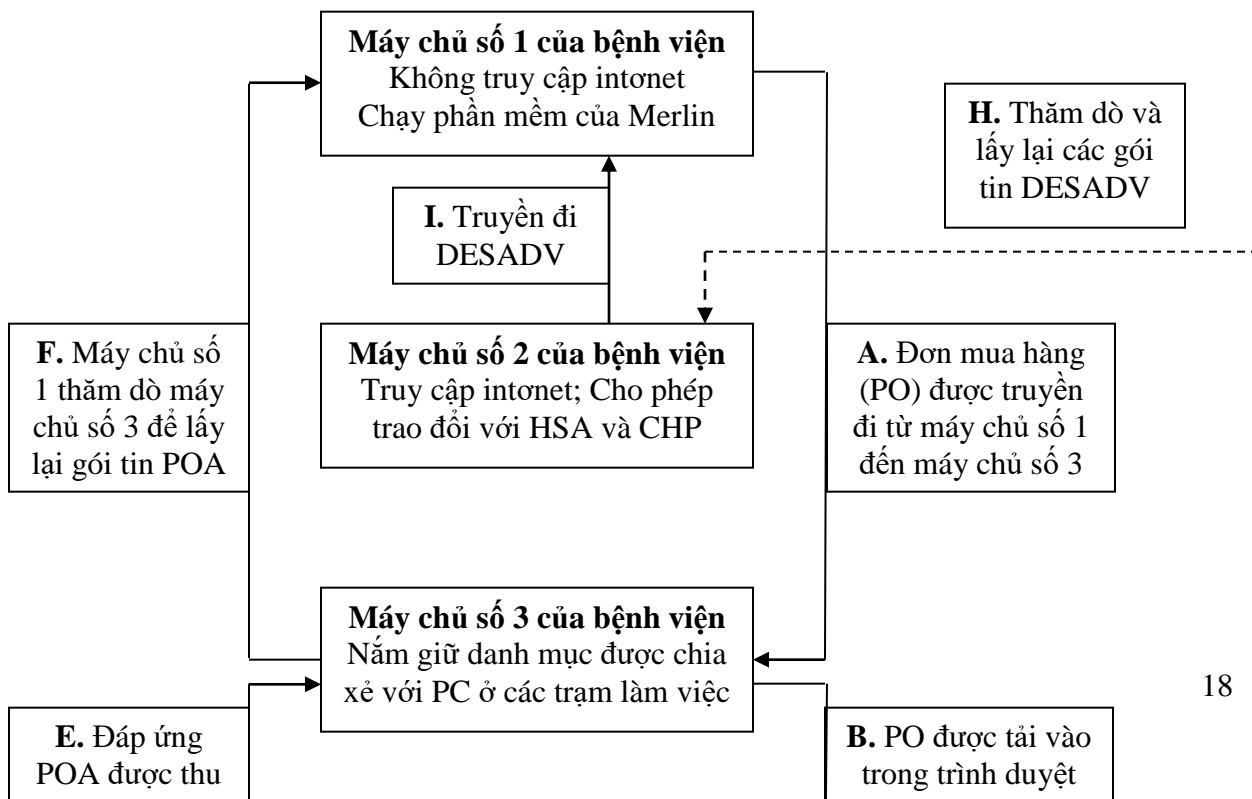 Máy chủ số 1 của bệnh viện
Không truy cập intơnet
Chạy phần mềm của Merlin
H. Thăm dò và
lấy lại các gói
tin DESADV
I. Truyền đi
DESADV
F. Máy chủ số
1 thăm dò máy
chủ số 3 để lấy
lại gói tin POA
Máy chủ số 2 của bệnh viện
Truy cập intơnet; Cho phép
trao đổi với HSA và CHP
A. Đơn mua hàng
(PO) được truyền
đi từ máy chủ số 1
đến máy chủ số 3
Máy chủ số 3 của bệnh viện
Nắm giữ danh mục được chia
xẻ với PC ở các trạm làm việc
18
E. Đáp ứng
POA được thu
B. PO được tải vào
trong trình duyệt